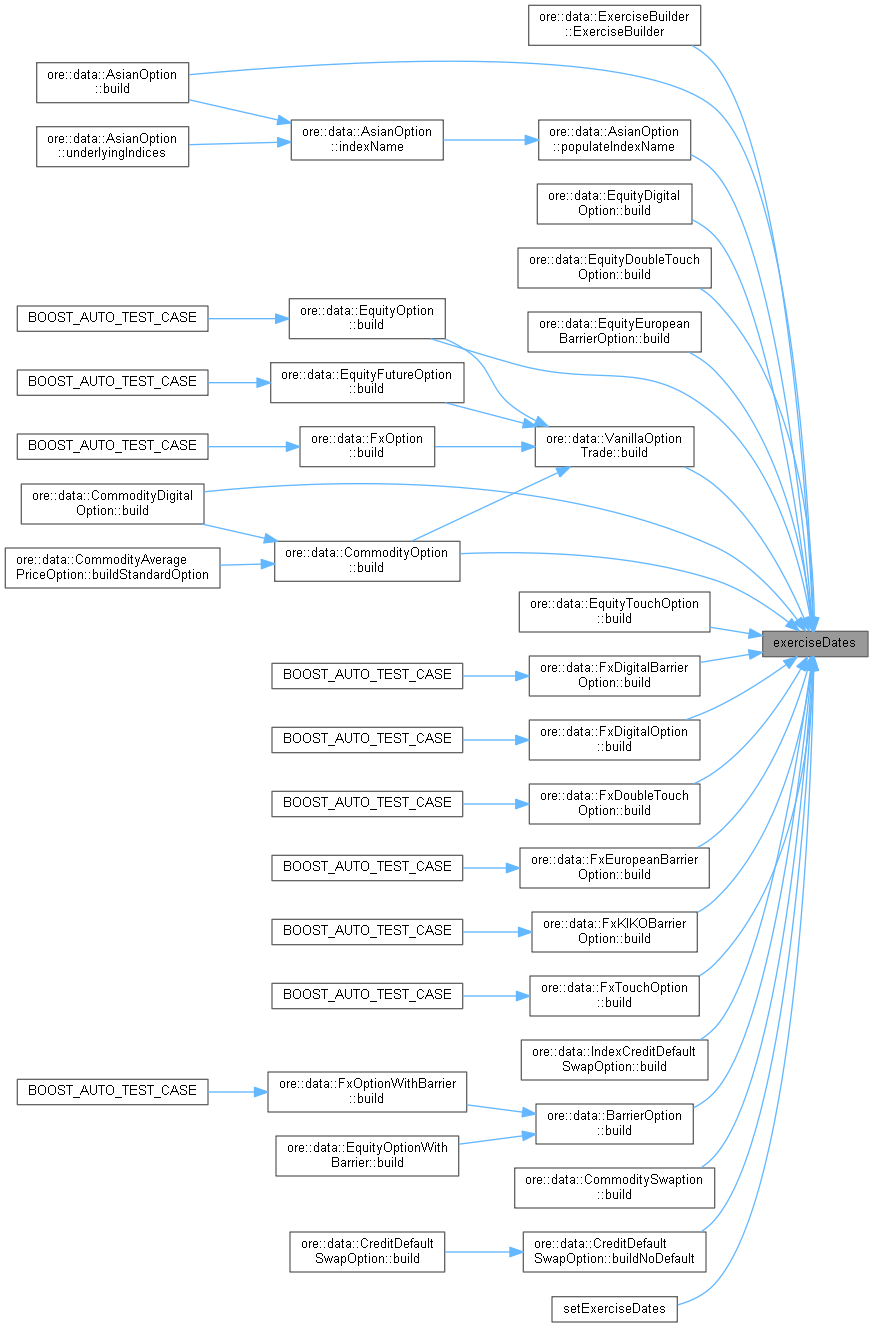 ore::data::ExerciseBuilder
::ExerciseBuilder
ore::data::AsianOption
::build
ore::data::AsianOption
::underlyingIndices
ore::data::AsianOption
::indexName
ore::data::AsianOption
::populateIndexName
ore::data::EquityDigital
Option::build
ore::data::EquityDoubleTouch
Option::build
BOOST_AUTO_TEST_CASE
ore::data::EquityOption
::build
ore::data::EquityEuropean
BarrierOption::build
BOOST_AUTO_TEST_CASE
ore::data::EquityFutureOption
::build
BOOST_AUTO_TEST_CASE
ore::data::FxOption
::build
ore::data::VanillaOption
Trade::build
ore::data::CommodityDigital
Option::build
ore::data::CommodityAverage
PriceOption::buildStandardOption
ore::data::CommodityOption
::build
ore::data::EquityTouchOption
::build
exerciseDates
BOOST_AUTO_TEST_CASE
ore::data::FxDigitalBarrier
Option::build
BOOST_AUTO_TEST_CASE
ore::data::FxDigitalOption
::build
BOOST_AUTO_TEST_CASE
ore::data::FxDoubleTouch
Option::build
BOOST_AUTO_TEST_CASE
ore::data::FxEuropeanBarrier
Option::build
BOOST_AUTO_TEST_CASE
ore::data::FxKIKOBarrier
Option::build
BOOST_AUTO_TEST_CASE
ore::data::FxTouchOption
::build
ore::data::IndexCreditDefault
SwapOption::build
BOOST_AUTO_TEST_CASE
ore::data::FxOptionWithBarrier
::build
ore::data::BarrierOption
::build
ore::data::EquityOptionWith
Barrier::build
ore::data::CommoditySwaption
::build
ore::data::CreditDefault
SwapOption::build
ore::data::CreditDefault
SwapOption::buildNoDefault
setExerciseDates